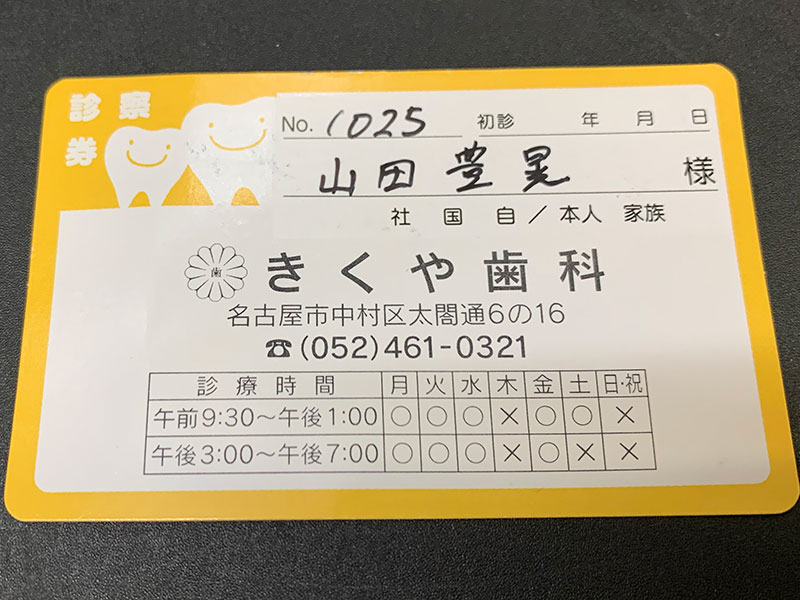 診察券
No. 1025 初診 年 月 日
山田豊晃 様
社 国 自 / 本人 家族
歯 きくや歯科
名古屋市中村区太閤通6の16
☎(052)461-0321
診療時間 月 火 水 木 金 土 日・祝
午前9:30〜午後1:00 ○ ○ ○ × ○ ○ ×
午後3:00〜午後7:00 ○ ○ ○ × ○ × ×